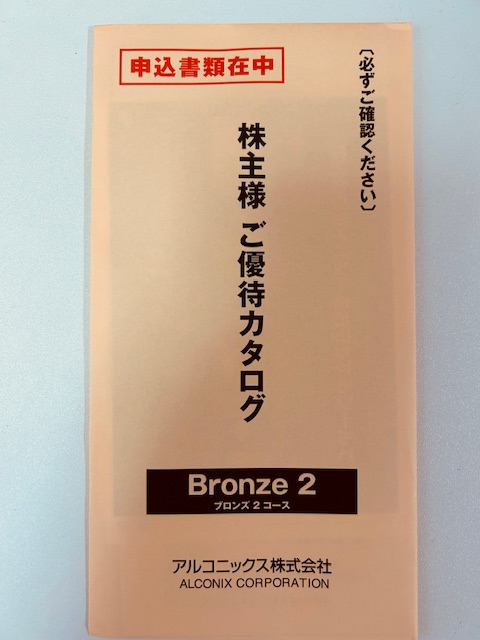 申込書類在中
〔必ずご確認ください〕
株主様 ご優待カタログ
Bronze 2
ブロンズ2コース
アルコニックス株式会社
ALCONIX CORPORATION